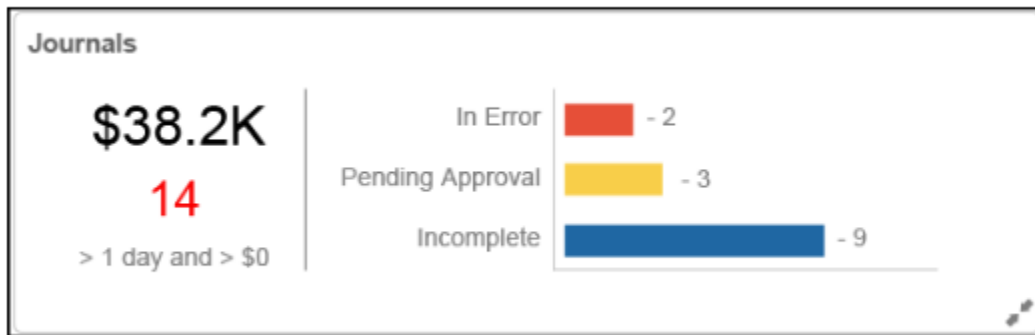 Journals
$38.2K
14
> 1 day and > $0
In Error - 2
Pending Approval - 3
Incomplete - 9